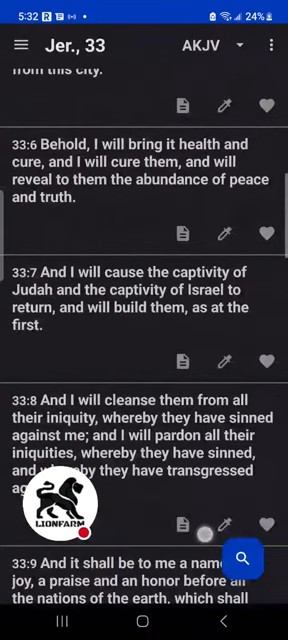 5:32 24%
Jer., 33 AKJV
from this city.
33:6 Behold, I will bring it health and
cure, and I will cure them, and will
reveal to them the abundance of peace
and truth.
33:7 And I will cause the captivity of
Judah and the captivity of Israel to
return, and will build them, as at the
first.
33:8 And I will cleanse them from all
their iniquity, whereby they have sinned
against me; and I will pardon all their
iniquities, whereby they have sinned,
and whereby they have transgressed
LIONFARM
33:9 And it shall be to me a name
joy, a praise and an honor before all
the nations of the earth, which shall